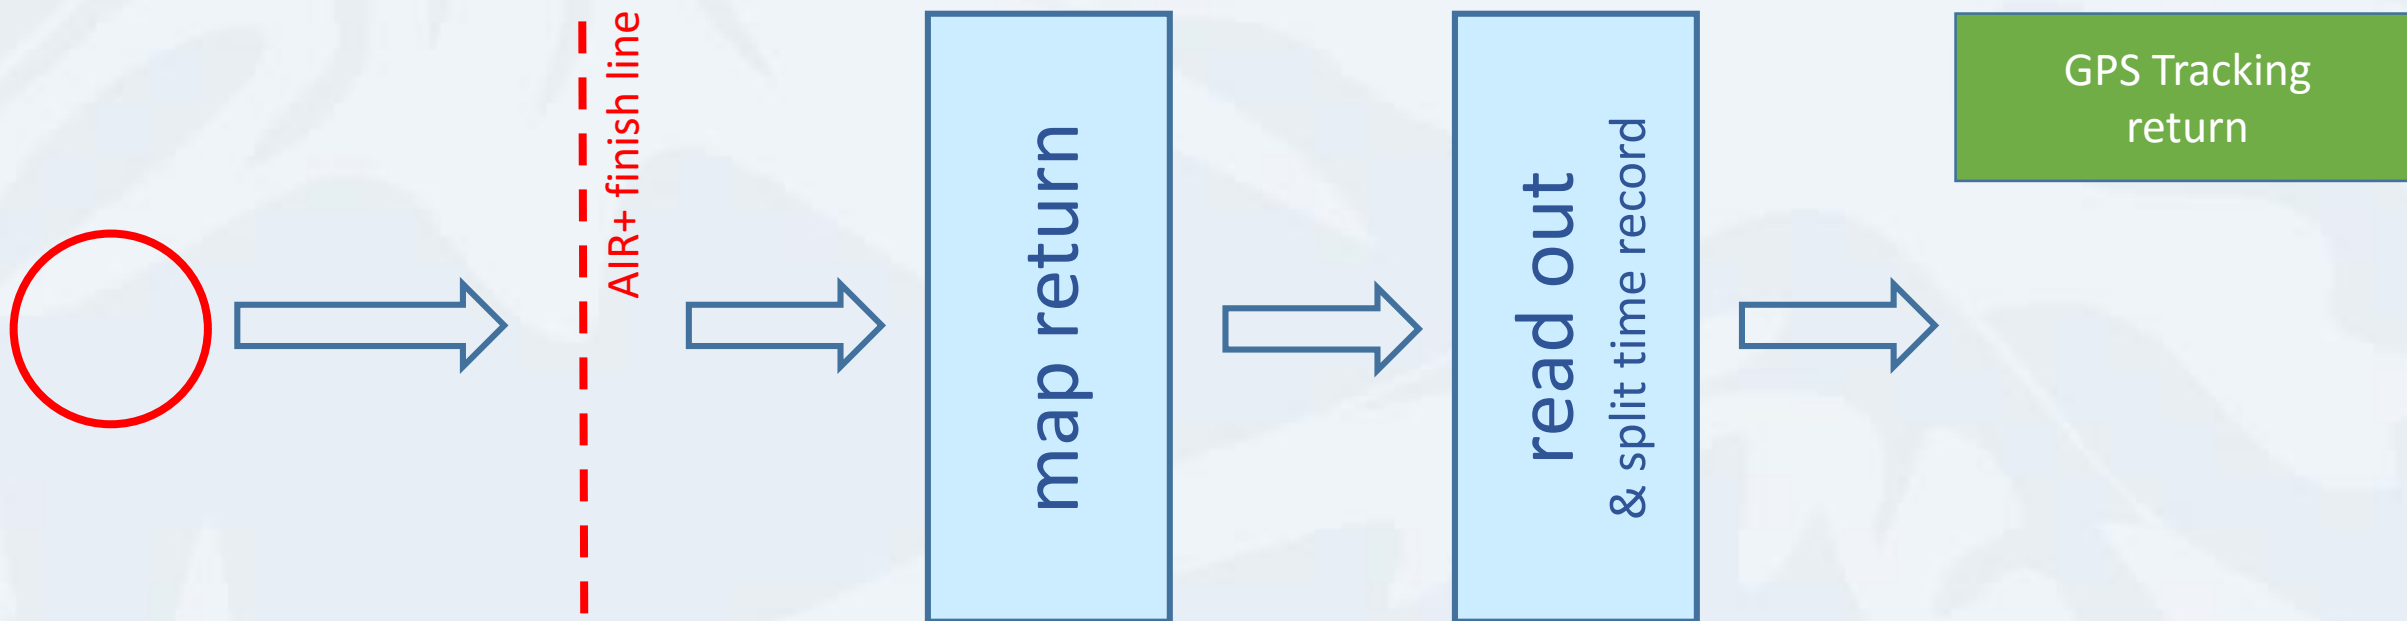 AIR+ finish line
map return
read out
& split time record
GPS Tracking
return